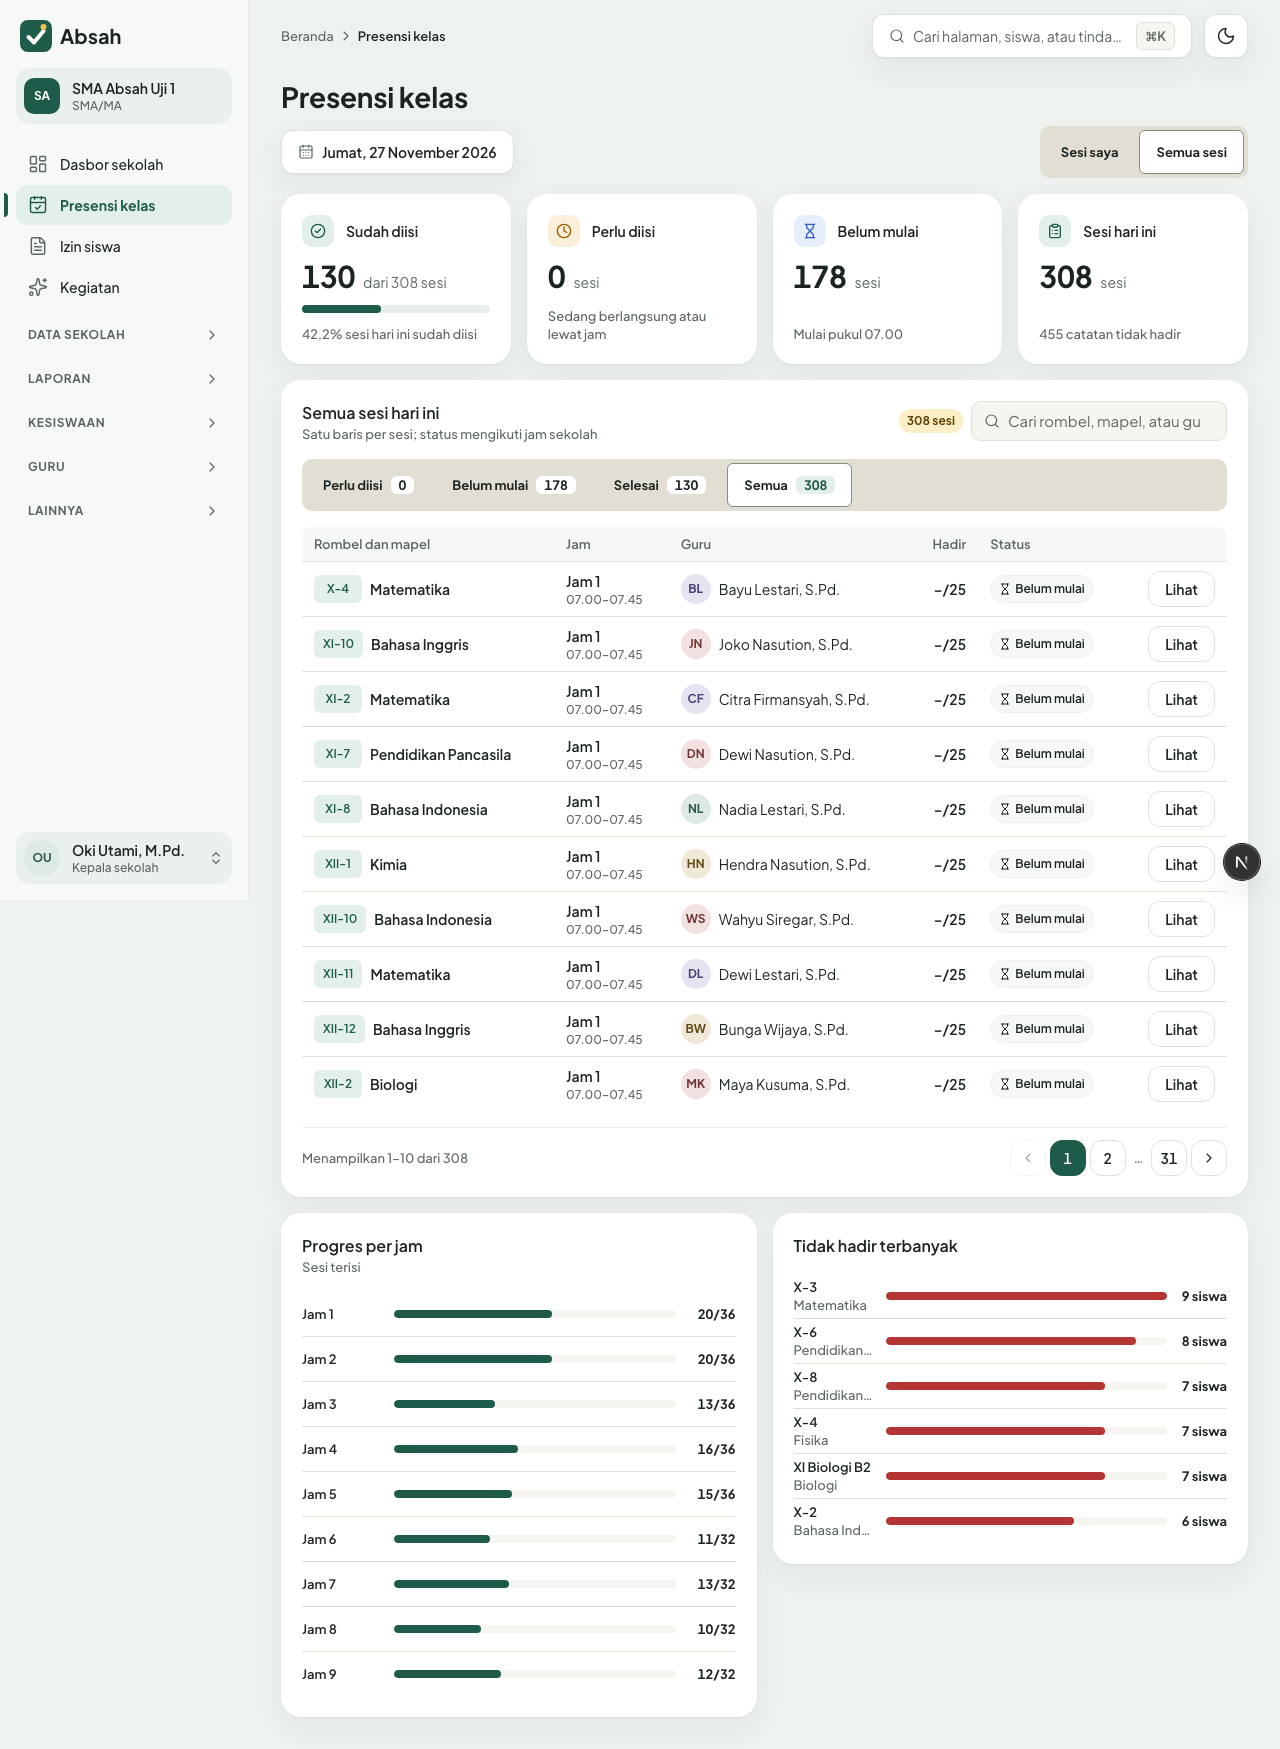 Absah
SA
SMA Absah Uji 1
SMA/MA
Dasbor sekolah
Presensi kelas
Izin siswa
Kegiatan
DATA SEKOLAH
LAPORAN
KESISWAAN
GURU
LAINNYA
OU
Oki Utami, M.Pd.
Kepala sekolah
Beranda > Presensi kelas
Cari halaman, siswa, atau tinda… ⌘K
Presensi kelas
Jumat, 27 November 2026
Sesi saya Semua sesi
Sudah diisi
130 dari 308 sesi
42,2% sesi hari ini sudah diisi
Perlu diisi
0 sesi
Sedang berlangsung atau
lewat jam
Belum mulai
178 sesi
Mulai pukul 07.00
Sesi hari ini
308 sesi
455 catatan tidak hadir
Semua sesi hari ini
Satu baris per sesi; status mengikuti jam sekolah
308 sesi
Cari rombel, mapel, atau gu
Perlu diisi 0 Belum mulai 178 Selesai 130 Semua 308
Rombel dan mapel Jam Guru Hadir Status
X-4 Matematika Jam 1 07.00–07.45 BL Bayu Lestari, S.Pd. –/25 Belum mulai Lihat
XI-10 Bahasa Inggris Jam 1 07.00–07.45 JN Joko Nasution, S.Pd. –/25 Belum mulai Lihat
XI-2 Matematika Jam 1 07.00–07.45 CF Citra Firmansyah, S.Pd. –/25 Belum mulai Lihat
XI-7 Pendidikan Pancasila Jam 1 07.00–07.45 DN Dewi Nasution, S.Pd. –/25 Belum mulai Lihat
XI-8 Bahasa Indonesia Jam 1 07.00–07.45 NL Nadia Lestari, S.Pd. –/25 Belum mulai Lihat
XII-1 Kimia Jam 1 07.00–07.45 HN Hendra Nasution, S.Pd. –/25 Belum mulai Lihat
XII-10 Bahasa Indonesia Jam 1 07.00–07.45 WS Wahyu Siregar, S.Pd. –/25 Belum mulai Lihat
XII-11 Matematika Jam 1 07.00–07.45 DL Dewi Lestari, S.Pd. –/25 Belum mulai Lihat
XII-12 Bahasa Inggris Jam 1 07.00–07.45 BW Bunga Wijaya, S.Pd. –/25 Belum mulai Lihat
XII-2 Biologi Jam 1 07.00–07.45 MK Maya Kusuma, S.Pd. –/25 Belum mulai Lihat
Menampilkan 1–10 dari 308
1 2 … 31
N
Progres per jam
Sesi terisi
Jam 1 20/36
Jam 2 20/36
Jam 3 13/36
Jam 4 16/36
Jam 5 15/36
Jam 6 11/32
Jam 7 13/32
Jam 8 10/32
Jam 9 12/32
Tidak hadir terbanyak
X-3
Matematika
9 siswa
X-6
Pendidikan…
8 siswa
X-8
Pendidikan…
7 siswa
X-4
Fisika
7 siswa
XI Biologi B2
Biologi
7 siswa
X-2
Bahasa Ind…
6 siswa